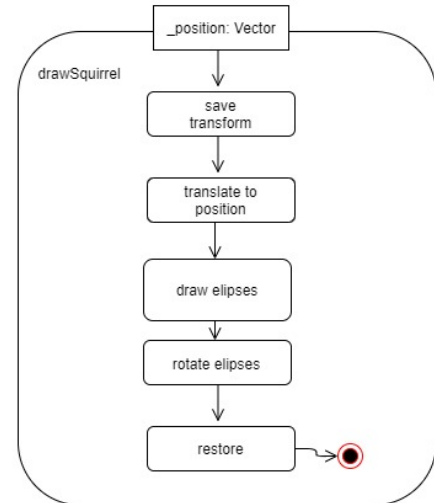 _position: Vector
drawSquirrel
save
transform
translate to
position
draw elipses
rotate elipses
restore